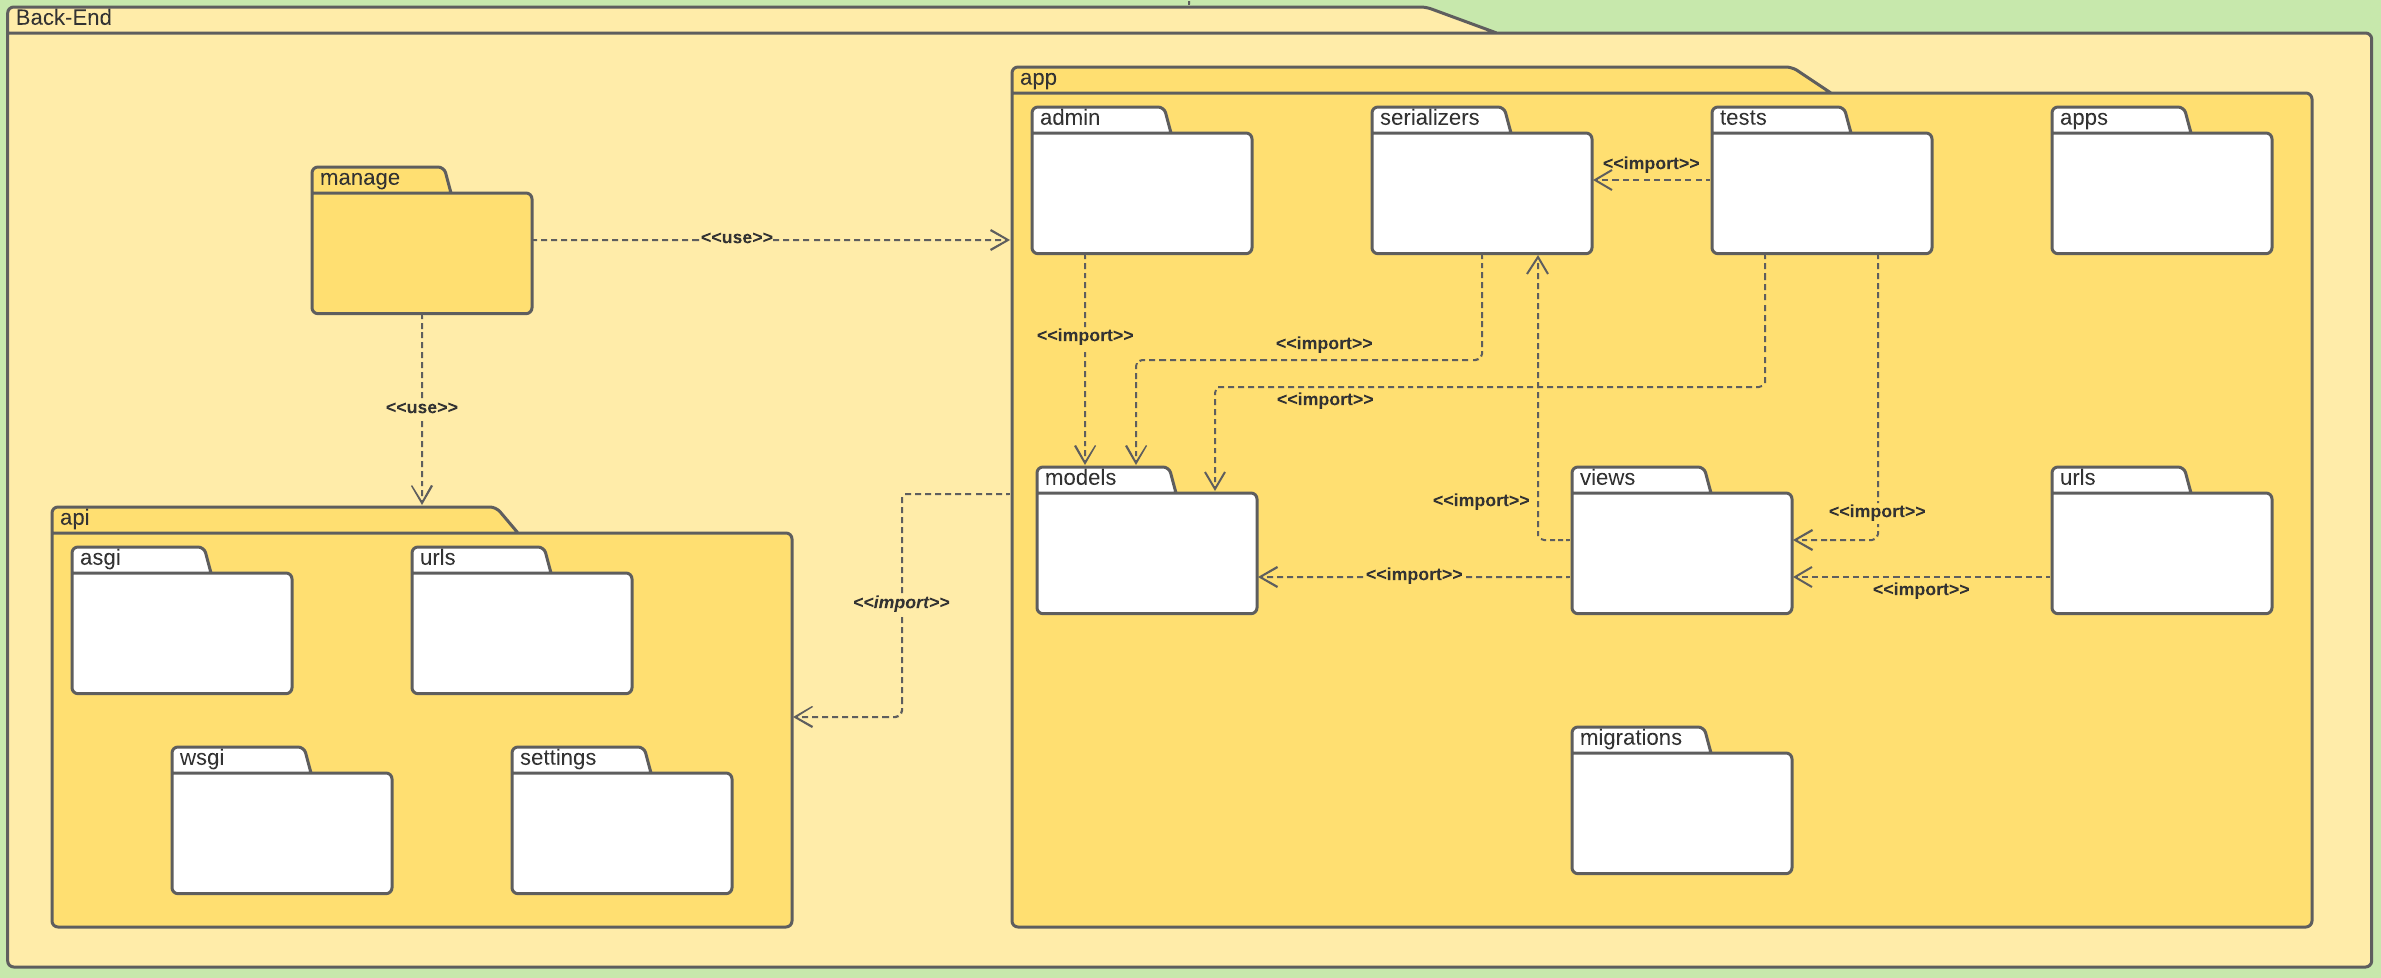 Back-End
app
admin
serializers
tests
apps
<<import>>
manage
<<use>>
<<import>>
<<import>>
<<import>>
<<use>>
models
views
urls
<<import>>
<<import>>
api
asgi
urls
<<import>>
<<import>>
<<import>>
migrations
wsgi
settings